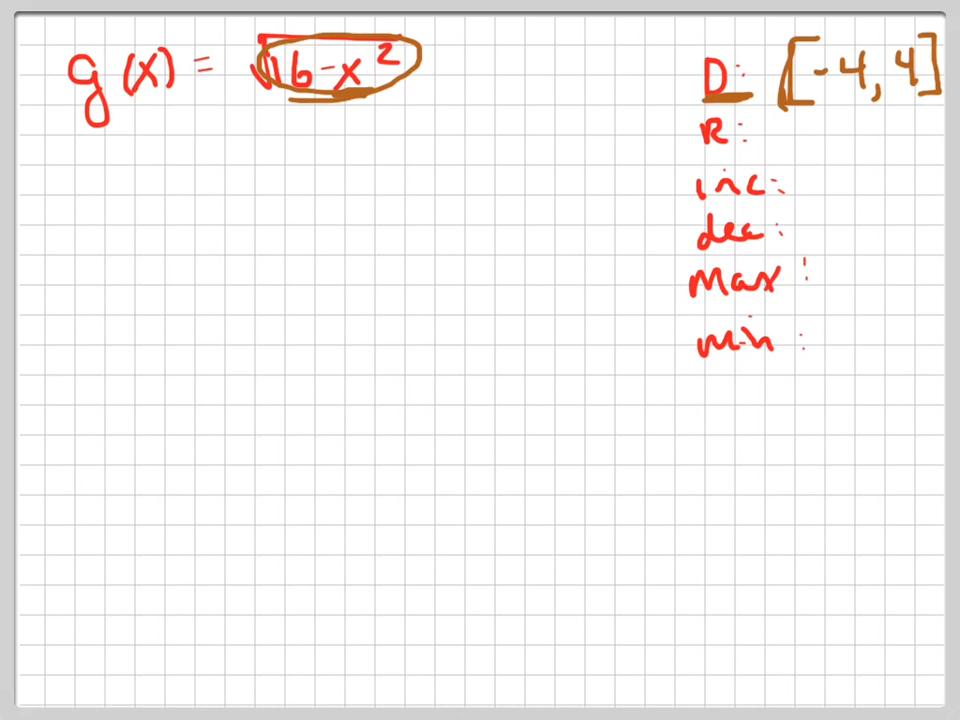 g(x) = √16-x²
D: [-4, 4]
R:
inc:
dec:
Max:
min: